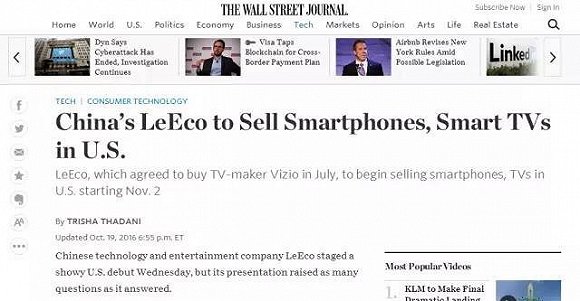 THE WALL STREET JOURNAL.
Subscribe Now | Sign In
Home World U.S. Politics Economy Business Tech Markets Opinion Arts Life Real Estate
Dyn Says
Cyberattack Has
Ended, Investigation
Continues
Visa Taps
Blockchain for Cross-
Border Payment Plan
Airbnb Revises New
York Rules Amid
Possible Legislation
Linked
TECH | CONSUMER TECHNOLOGY
China's LeEco to Sell Smartphones, Smart TVs
in U.S.
LeEco, which agreed to buy TV-maker Vizio in July, to begin selling smartphones, TVs in
U.S. starting Nov. 2
By TRISHA THADANI
Updated Oct. 19, 2016 6:55 p.m. ET
Chinese technology and entertainment company LeEco staged a
showy U.S. debut Wednesday, but its presentation raised as many
questions as it answered.
Most Popular Videos
1. KLM to Make Final
Dramatic Landing